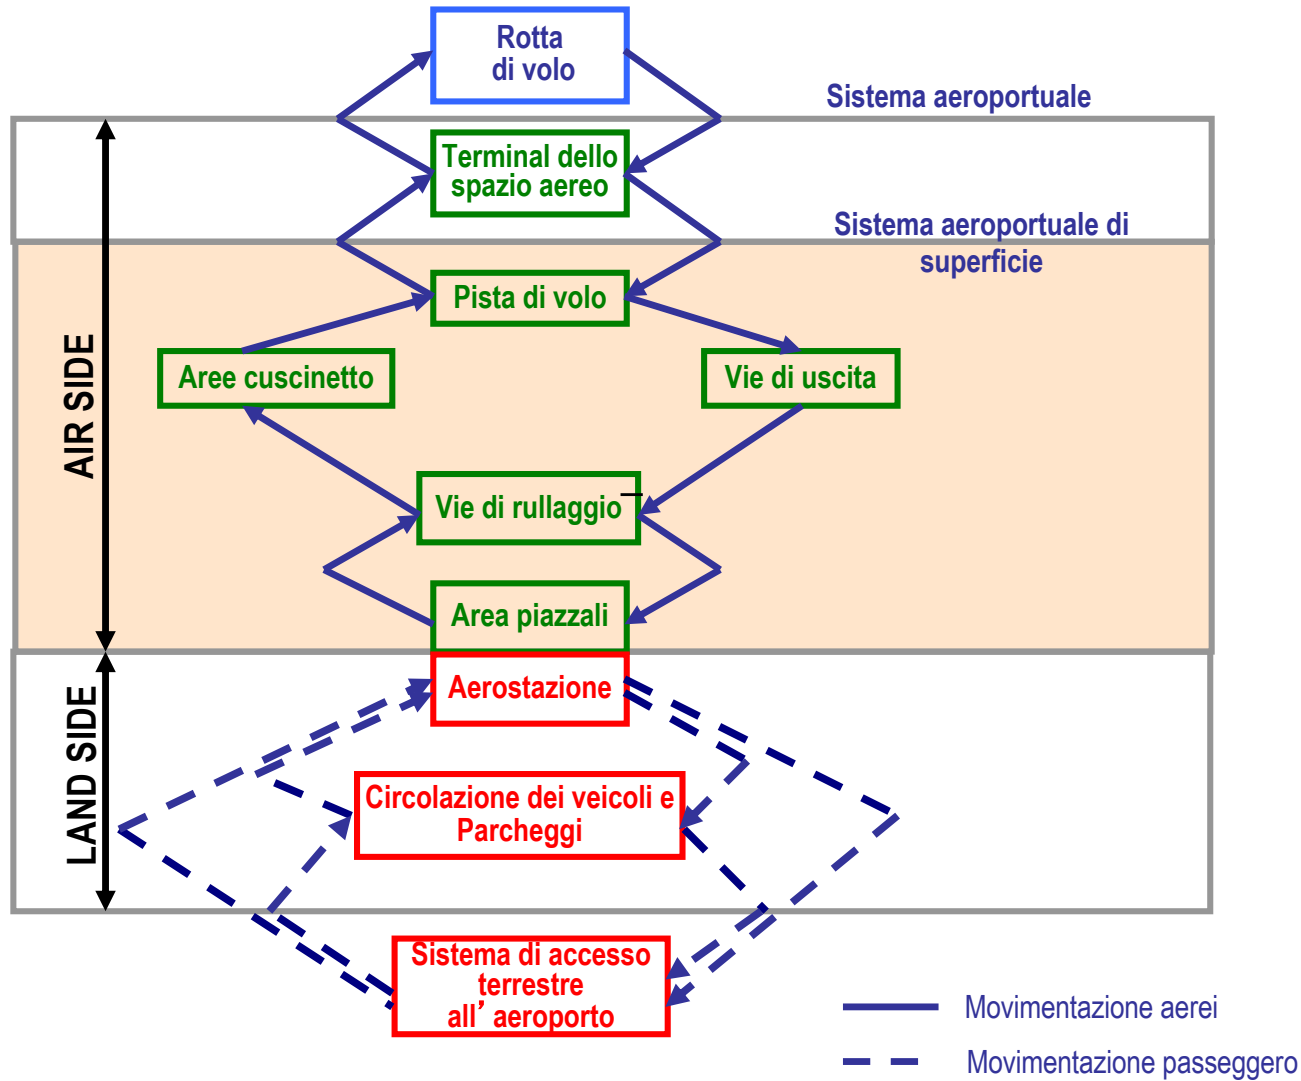 Rotta
di volo
Sistema aeroportuale
Terminal dello
spazio aereo
Sistema aeroportuale di
superficie
Pista di volo
Aree cuscinetto
Vie di uscita
AIR SIDE
Vie di rullaggio
Area piazzali
Aerostazione
LAND SIDE
Circolazione dei veicoli e
Parcheggi
Sistema di accesso
terrestre
all’ aeroporto
Movimentazione aerei
Movimentazione passeggero